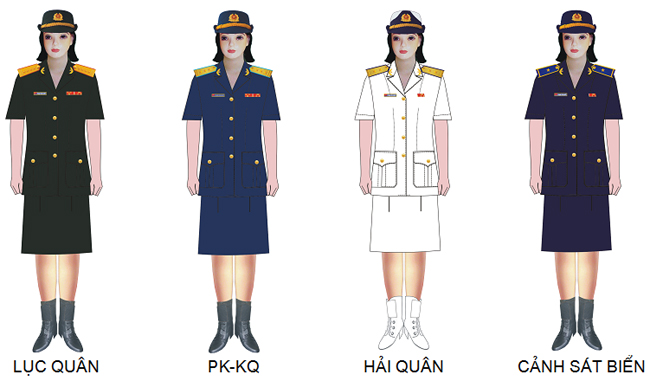 LỤC QUÂN
PK-KQ
HẢI QUÂN
CẢNH SÁT BIỂN